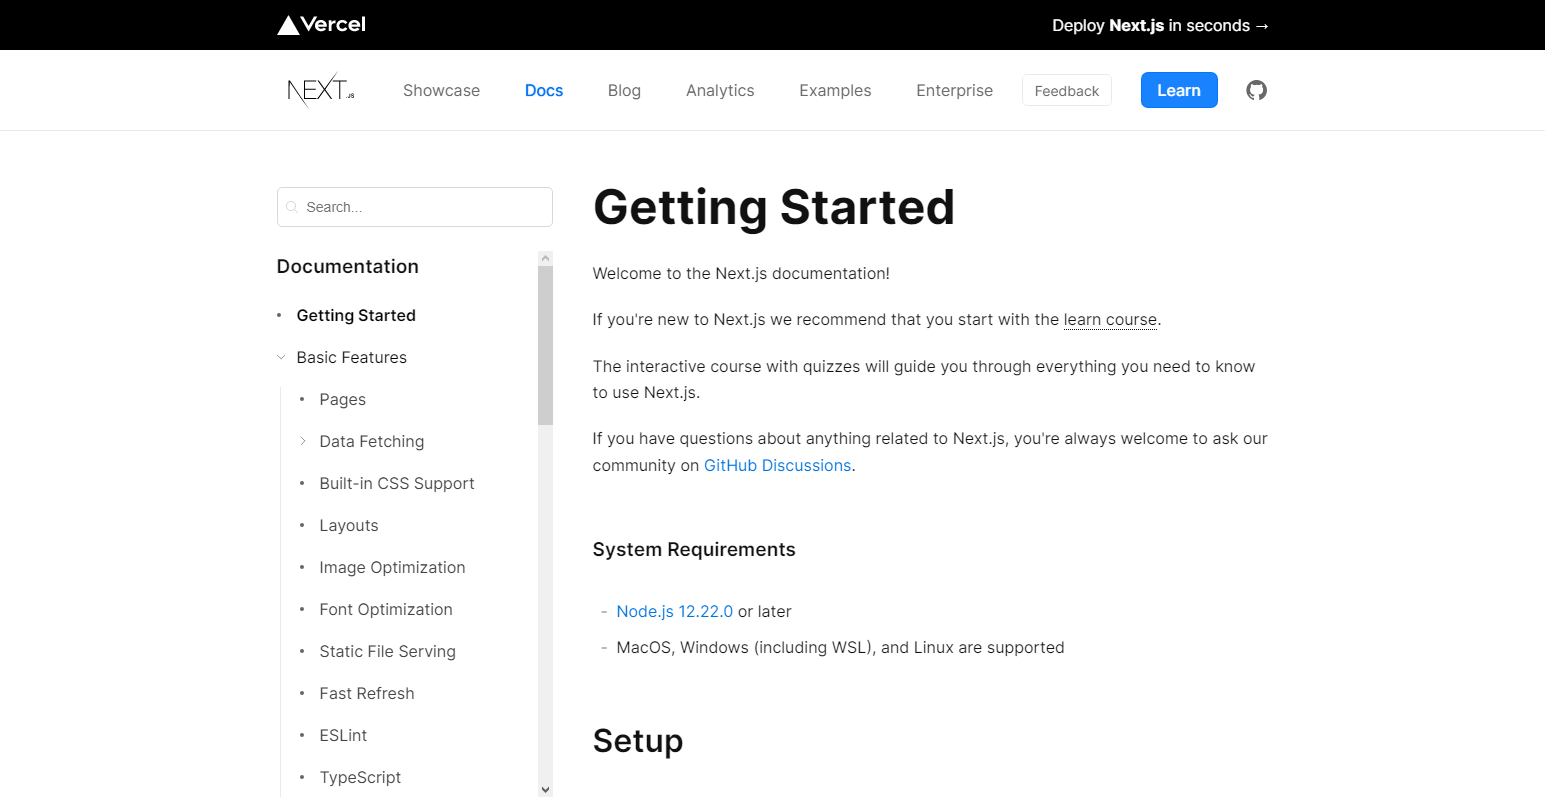 Vercel
Deploy Next.js in seconds →
NEXT.JS
Showcase
Docs
Blog
Analytics
Examples
Enterprise
Feedback
Learn
Search...
Documentation
Getting Started
Basic Features
Pages
Data Fetching
Built-in CSS Support
Layouts
Image Optimization
Font Optimization
Static File Serving
Fast Refresh
ESLint
TypeScript
Getting Started
Welcome to the Next.js documentation!
If you're new to Next.js we recommend that you start with the learn course.
The interactive course with quizzes will guide you through everything you need to know
to use Next.js.
If you have questions about anything related to Next.js, you're always welcome to ask our
community on GitHub Discussions.
System Requirements
- Node.js 12.22.0 or later
- MacOS, Windows (including WSL), and Linux are supported
Setup